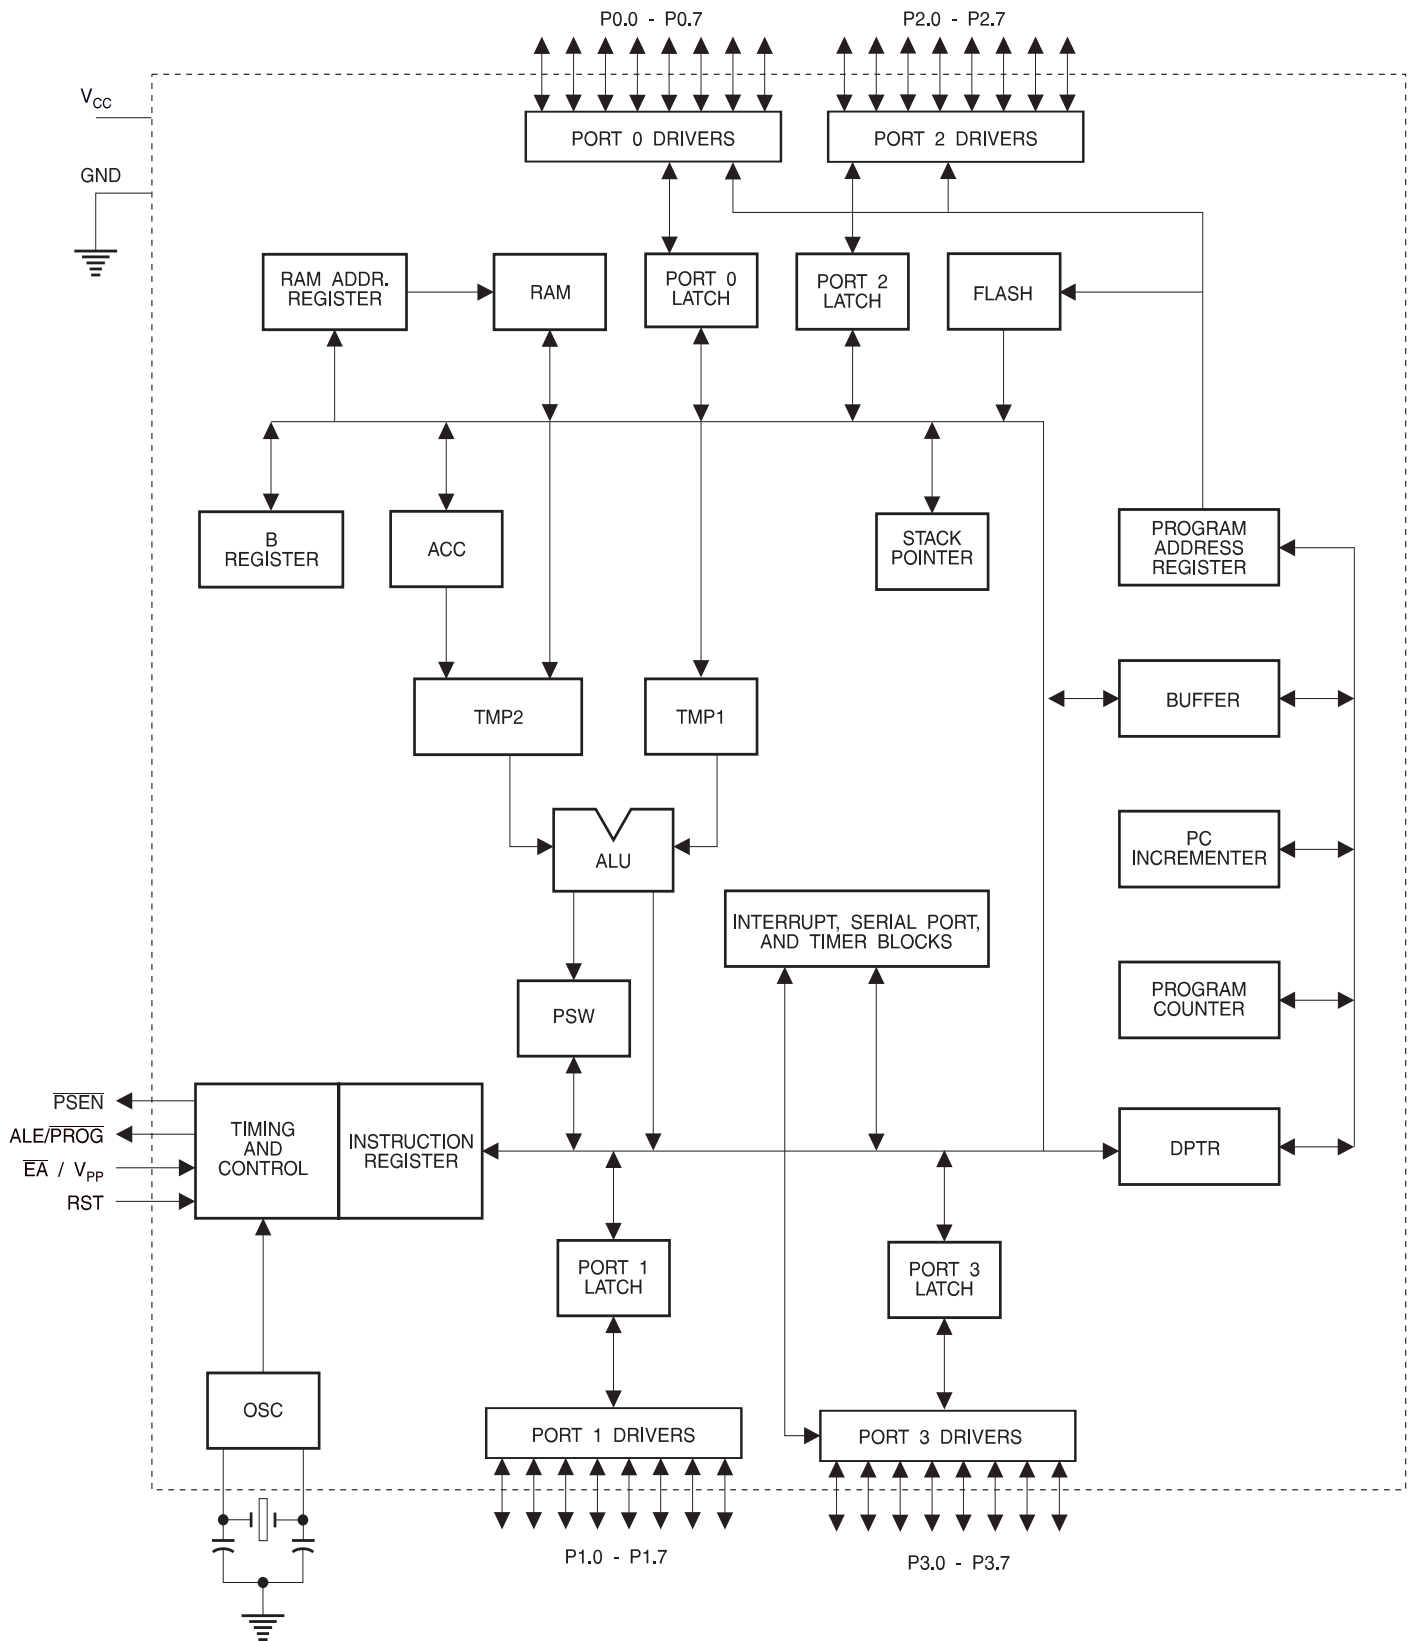 P0.0 - P0.7
P2.0 - P2.7
VCC
GND
PORT 0 DRIVERS
PORT 2 DRIVERS
RAM ADDR.
REGISTER
RAM
PORT 0
LATCH
PORT 2
LATCH
FLASH
B
REGISTER
ACC
STACK
POINTER
PROGRAM
ADDRESS
REGISTER
TMP2
TMP1
BUFFER
ALU
PC
INCREMENTER
INTERRUPT, SERIAL PORT,
AND TIMER BLOCKS
PSW
PROGRAM
COUNTER
PSEN
ALE/PROG
EA / VPP
RST
TIMING
AND
CONTROL
INSTRUCTION
REGISTER
DPTR
PORT 1
LATCH
PORT 3
LATCH
OSC
PORT 1 DRIVERS
PORT 3 DRIVERS
P1.0 - P1.7
P3.0 - P3.7